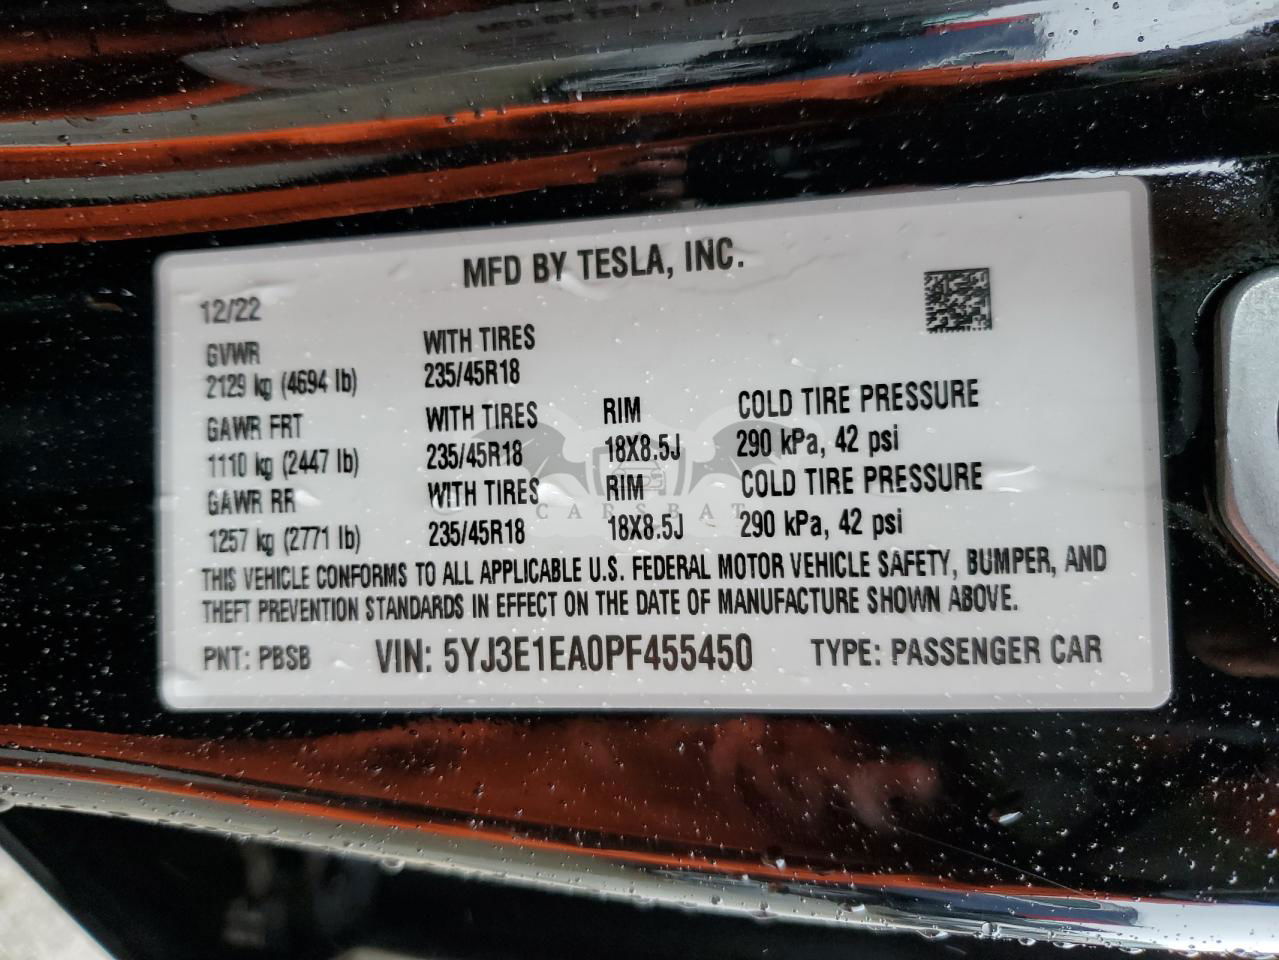 MFD BY TESLA, INC.
12/22
GVWR WITH TIRES
2129 kg (4694 lb) 235/45R18
GAWR FRT WITH TIRES RIM COLD TIRE PRESSURE
1110 kg (2447 lb) 235/45R18 18X8.5J 290 kPa, 42 psi
GAWR RR WITH TIRES RIM COLD TIRE PRESSURE
1257 kg (2771 lb) 235/45R18 18X8.5J 290 kPa, 42 psi
CARSBAT
THIS VEHICLE CONFORMS TO ALL APPLICABLE U.S. FEDERAL MOTOR VEHICLE SAFETY, BUMPER, AND
THEFT PREVENTION STANDARDS IN EFFECT ON THE DATE OF MANUFACTURE SHOWN ABOVE.
PNT: PBSB VIN: 5YJ3E1EA0PF455450 TYPE: PASSENGER CAR